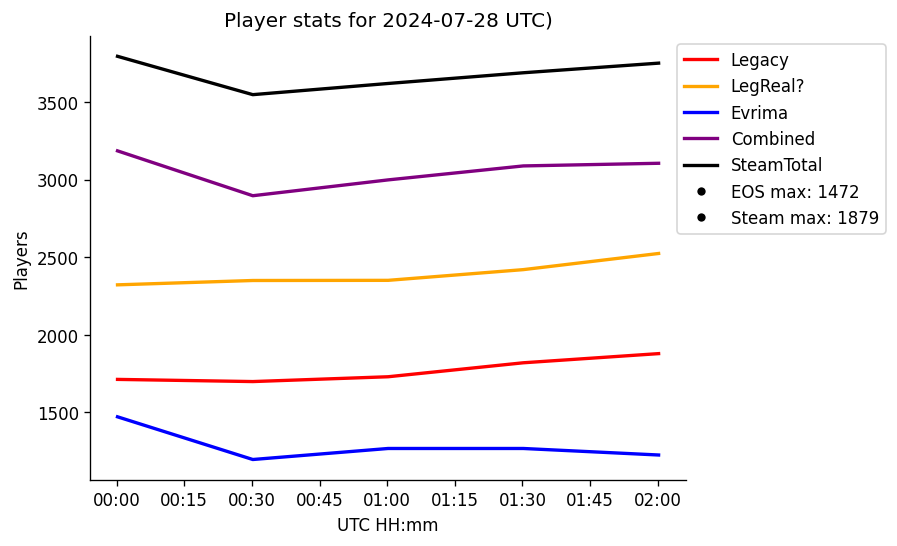 Player stats for 2024-07-28 UTC)
Legacy
LegReal?
Evrima
Combined
SteamTotal
EOS max: 1472
Steam max: 1879
Players
3500
3000
2500
2000
1500
00:00 00:15 00:30 00:45 01:00 01:15 01:30 01:45 02:00
UTC HH:mm